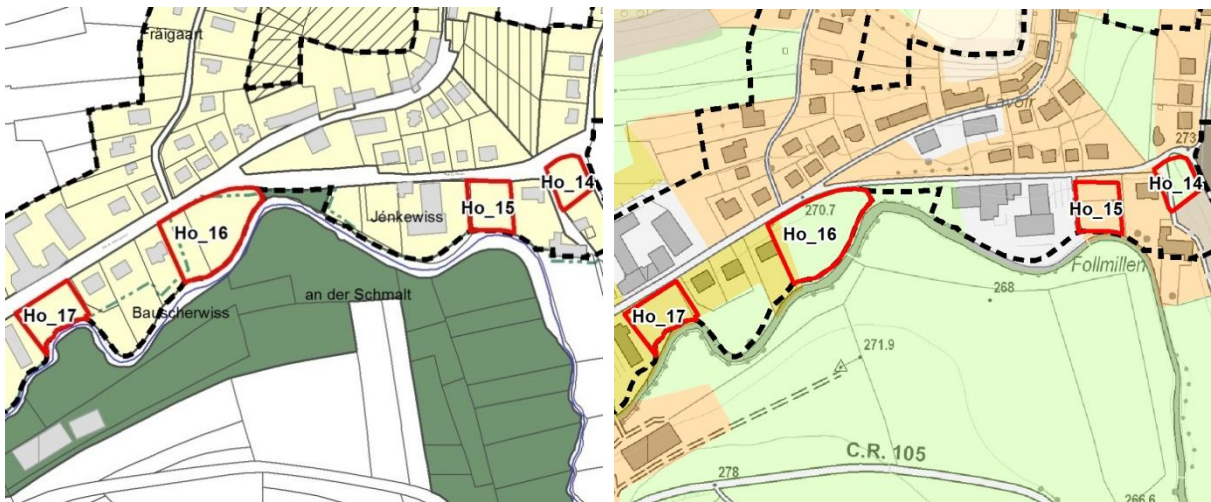 Fräigaart
Ho_14
Jénkewiss
Ho_15
Ho_16
an der Schmalt
Ho_17
Bauscherwiss
Lavoir
273
Ho_14
270.7
Ho_15
Ho_16
Follmillen
268
Ho_17
271.9
C.R. 105
278
266.6